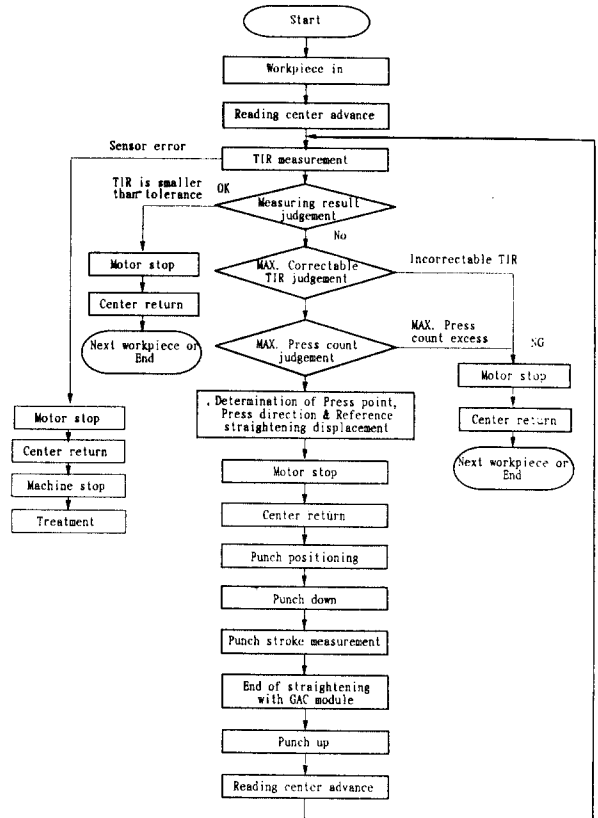 Start
Workpiece in
Reading center advance
Sensor error
TIR measurement
TIR is smaller
than tolerance
OK
Measuring result
judgement
No
MAX. Correctable
TIR judgement
Incorrectable TIR
Motor stop
Center return
Next workpiece or
End
MAX. Press count
judgement
MAX. Press
count excess
NG
Motor stop
Center return
Next workpiece or
End
. Determination of Press point,
Press direction & Reference
straightening displacement
Motor stop
Center return
Machine stop
Treatment
Motor stop
Center return
Punch positioning
Punch down
Punch stroke measurement
End of straightening
with GAC module
Punch up
Reading center advance